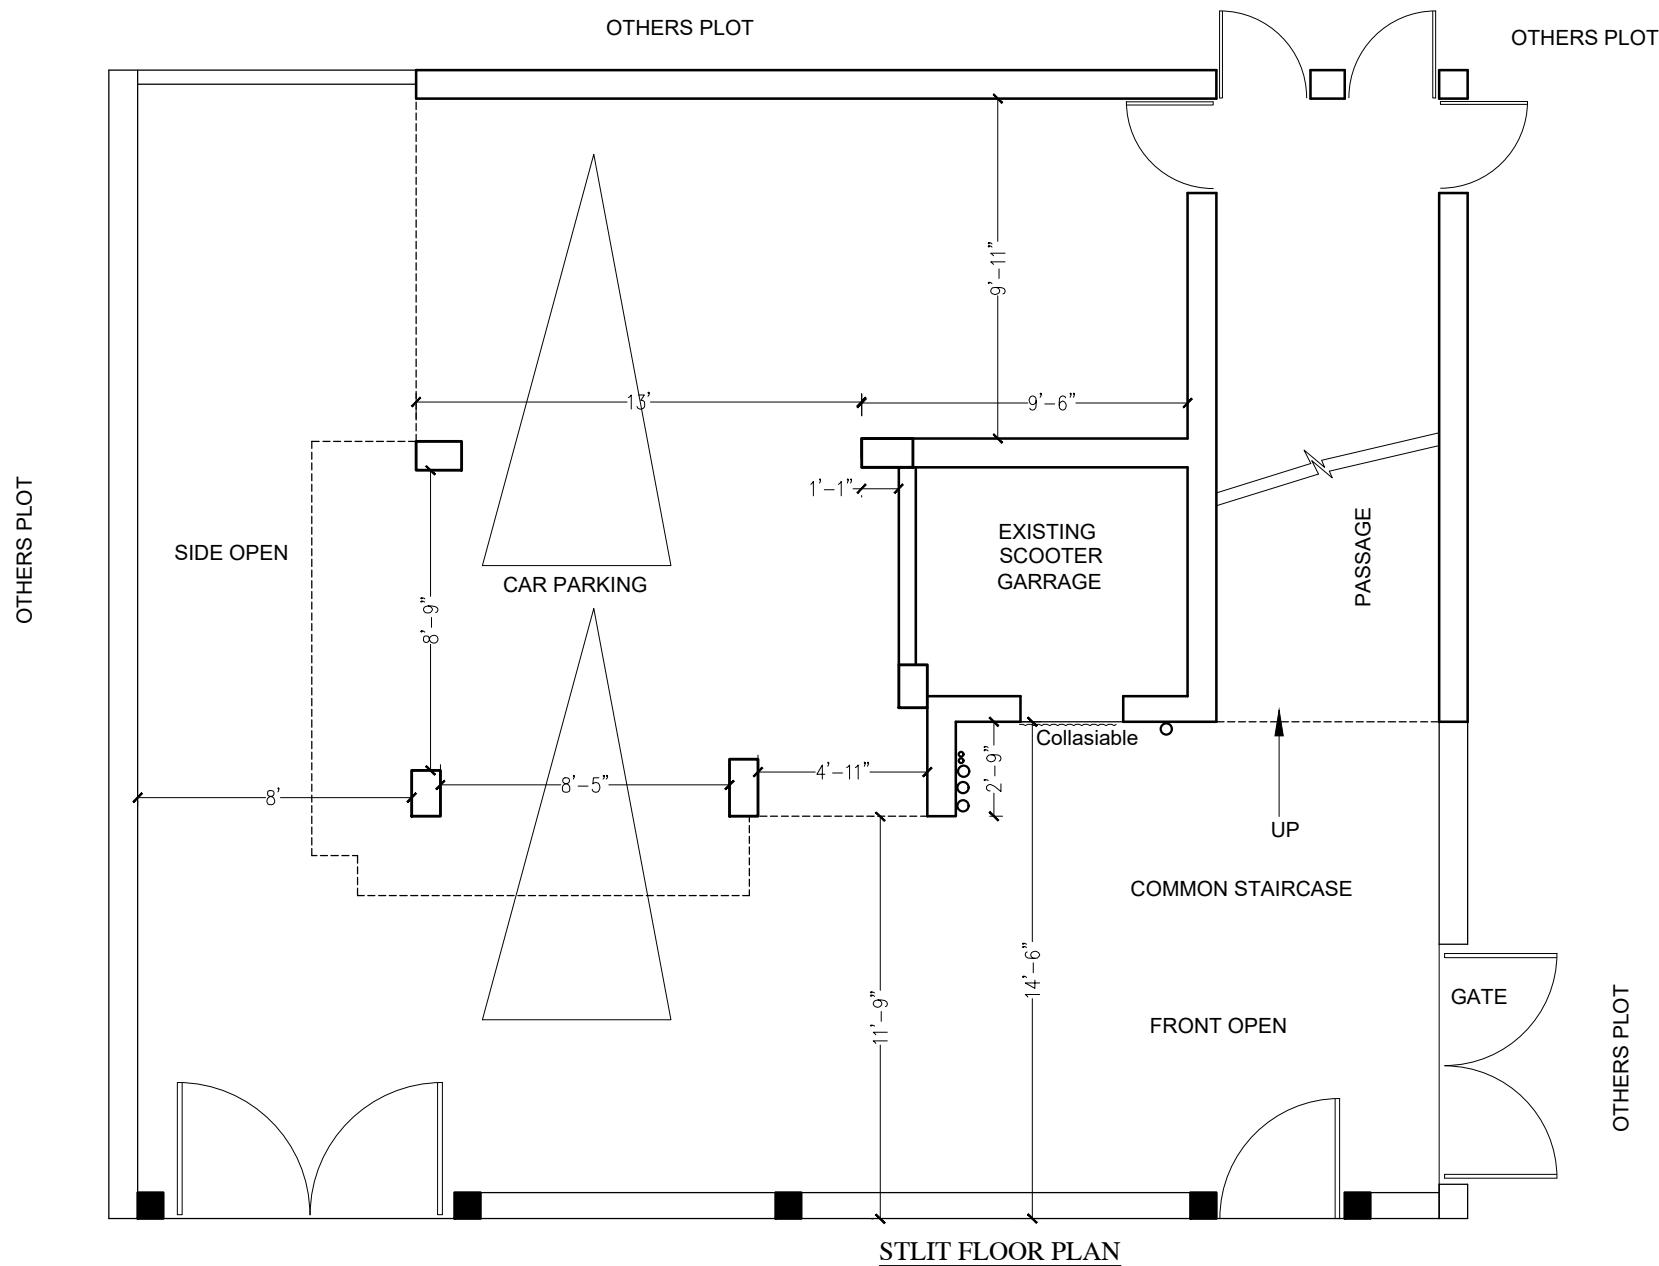 OTHERS PLOT
OTHERS PLOT
9'-11"
13'
9'-6"
1'-1"
EXISTING
SCOOTER
GARRAGE
PASSAGE
OTHERS PLOT
SIDE OPEN
CAR PARKING
8'-9"
Collasiable
2'-9"
4'-11"
8'-5"
8'
UP
COMMON STAIRCASE
14'-6"
11'-9"
GATE
FRONT OPEN
OTHERS PLOT
STLIT FLOOR PLAN